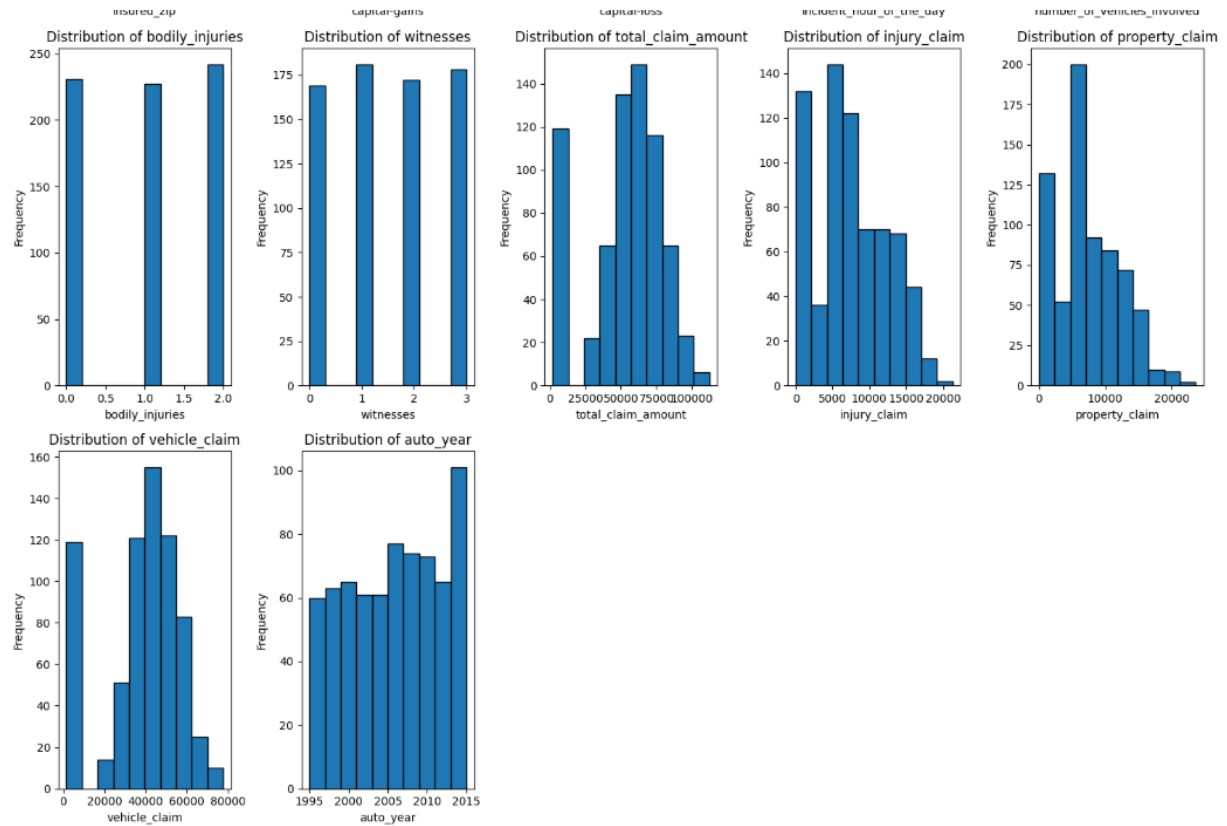 insured_zip capital-gains capital-loss incident_hour_of_the_day number_of_vehicles_involved
Distribution of bodily_injuries
250
200
150
100
50
0
Frequency
0.0 0.5 1.0 1.5 2.0
bodily_injuries
Distribution of witnesses
175
150
125
100
75
50
25
0
Frequency
0 1 2 3
witnesses
Distribution of total_claim_amount
140
120
100
80
60
40
20
0
Frequency
0 25000 50000 75000 100000
total_claim_amount
Distribution of injury_claim
140
120
100
80
60
40
20
0
Frequency
0 5000 10000 15000 20000
injury_claim
Distribution of property_claim
200
175
150
125
100
75
50
25
0
Frequency
0 10000 20000
property_claim
Distribution of vehicle_claim
160
140
120
100
80
60
40
20
0
Frequency
0 20000 40000 60000 80000
vehicle_claim
Distribution of auto_year
100
80
60
40
20
0
Frequency
1995 2000 2005 2010 2015
auto_year